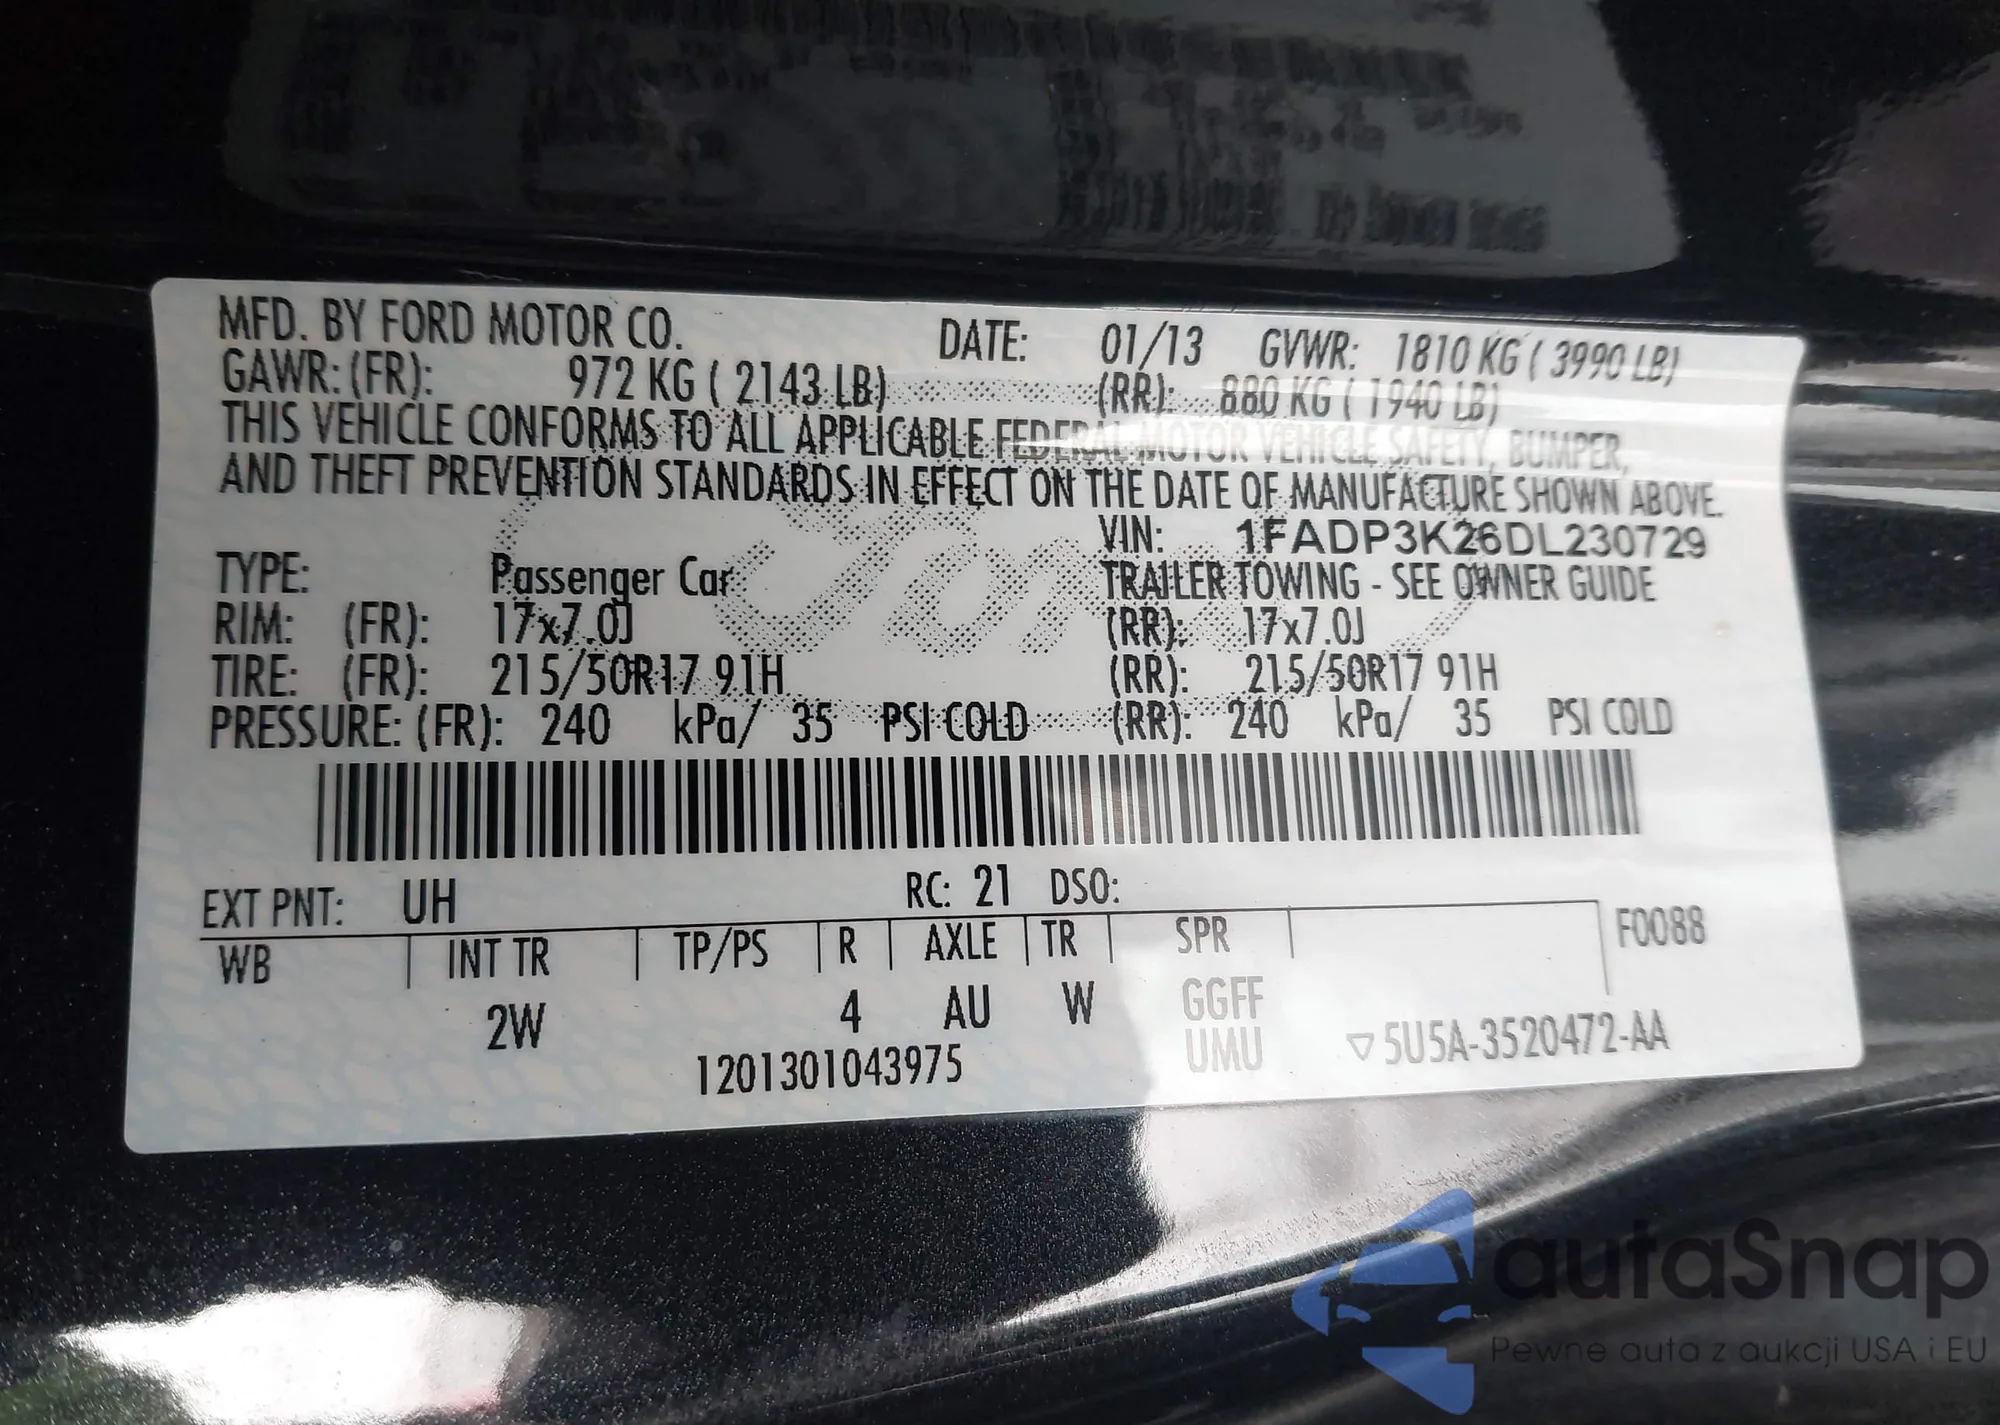 MFD. BY FORD MOTOR CO. DATE: 01/13 GVWR: 1810 KG ( 3990 LB)
GAWR: (FR): 972 KG ( 2143 LB) (RR): 880 KG ( 1940 LB)
THIS VEHICLE CONFORMS TO ALL APPLICABLE FEDERAL MOTOR VEHICLE SAFETY, BUMPER,
AND THEFT PREVENTION STANDARDS IN EFFECT ON THE DATE OF MANUFACTURE SHOWN ABOVE.
VIN: 1FADP3K26DL230729
TYPE: Passenger Car TRAILER TOWING - SEE OWNER GUIDE
RIM: (FR): 17x7.0J (RR): 17x7.0J
TIRE: (FR): 215/50R17 91H (RR): 215/50R17 91H
PRESSURE: (FR): 240 kPa/ 35 PSI COLD (RR): 240 kPa/ 35 PSI COLD
EXT PNT: UH RC: 21 DSO:
WB INT TR TP/PS R AXLE TR SPR F0088
2W 4 AU W GGFF
UMU
1201301043975 ▽5U5A-3520472-AA
autaSnap
Pewne auta z aukcji USA i EU